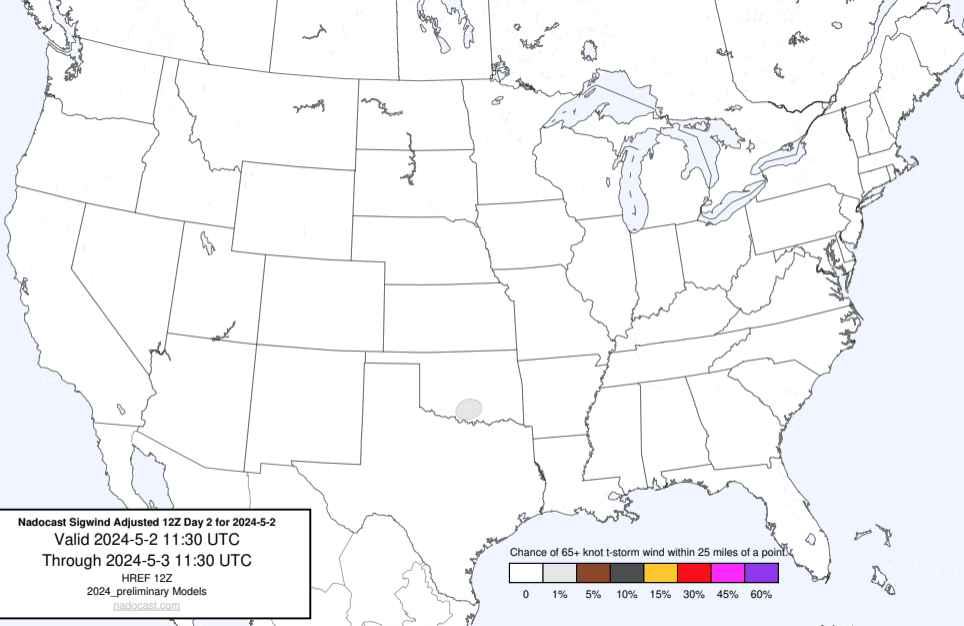 Nadocast Sigwind Adjusted 12Z Day 2 for 2024-5-2
Valid 2024-5-2 11:30 UTC
Through 2024-5-3 11:30 UTC
HREF 12Z
2024_preliminary Models
nadocast.com
Chance of 65+ knot t-storm wind within 25 miles of a point.
0 1% 5% 10% 15% 30% 45% 60%